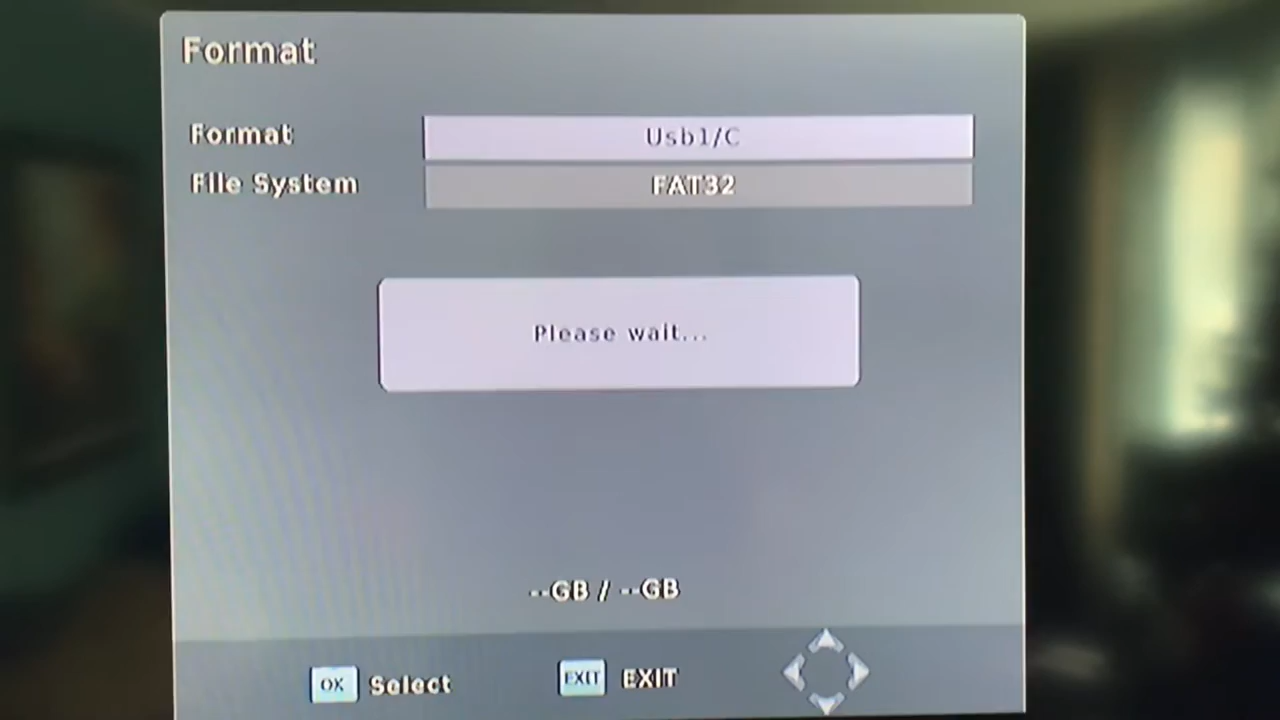 Format
Format Usb1/C
File System FAT32
Please wait...
--GB / --GB
OK Select EXIT EXIT